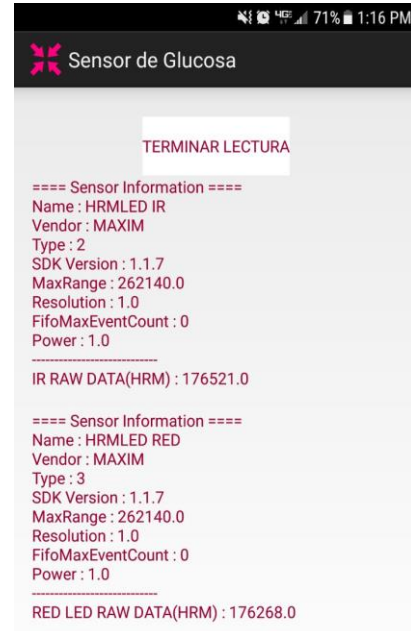 4G 71% 1:16 PM
Sensor de Glucosa
TERMINAR LECTURA
==== Sensor Information ====
Name : HRMLED IR
Vendor : MAXIM
Type : 2
SDK Version : 1.1.7
MaxRange : 262140.0
Resolution : 1.0
FifoMaxEventCount : 0
Power : 1.0
----------------------------
IR RAW DATA(HRM) : 176521.0
==== Sensor Information ====
Name : HRMLED RED
Vendor : MAXIM
Type : 3
SDK Version : 1.1.7
MaxRange : 262140.0
Resolution : 1.0
FifoMaxEventCount : 0
Power : 1.0
----------------------------
RED LED RAW DATA(HRM) : 176268.0